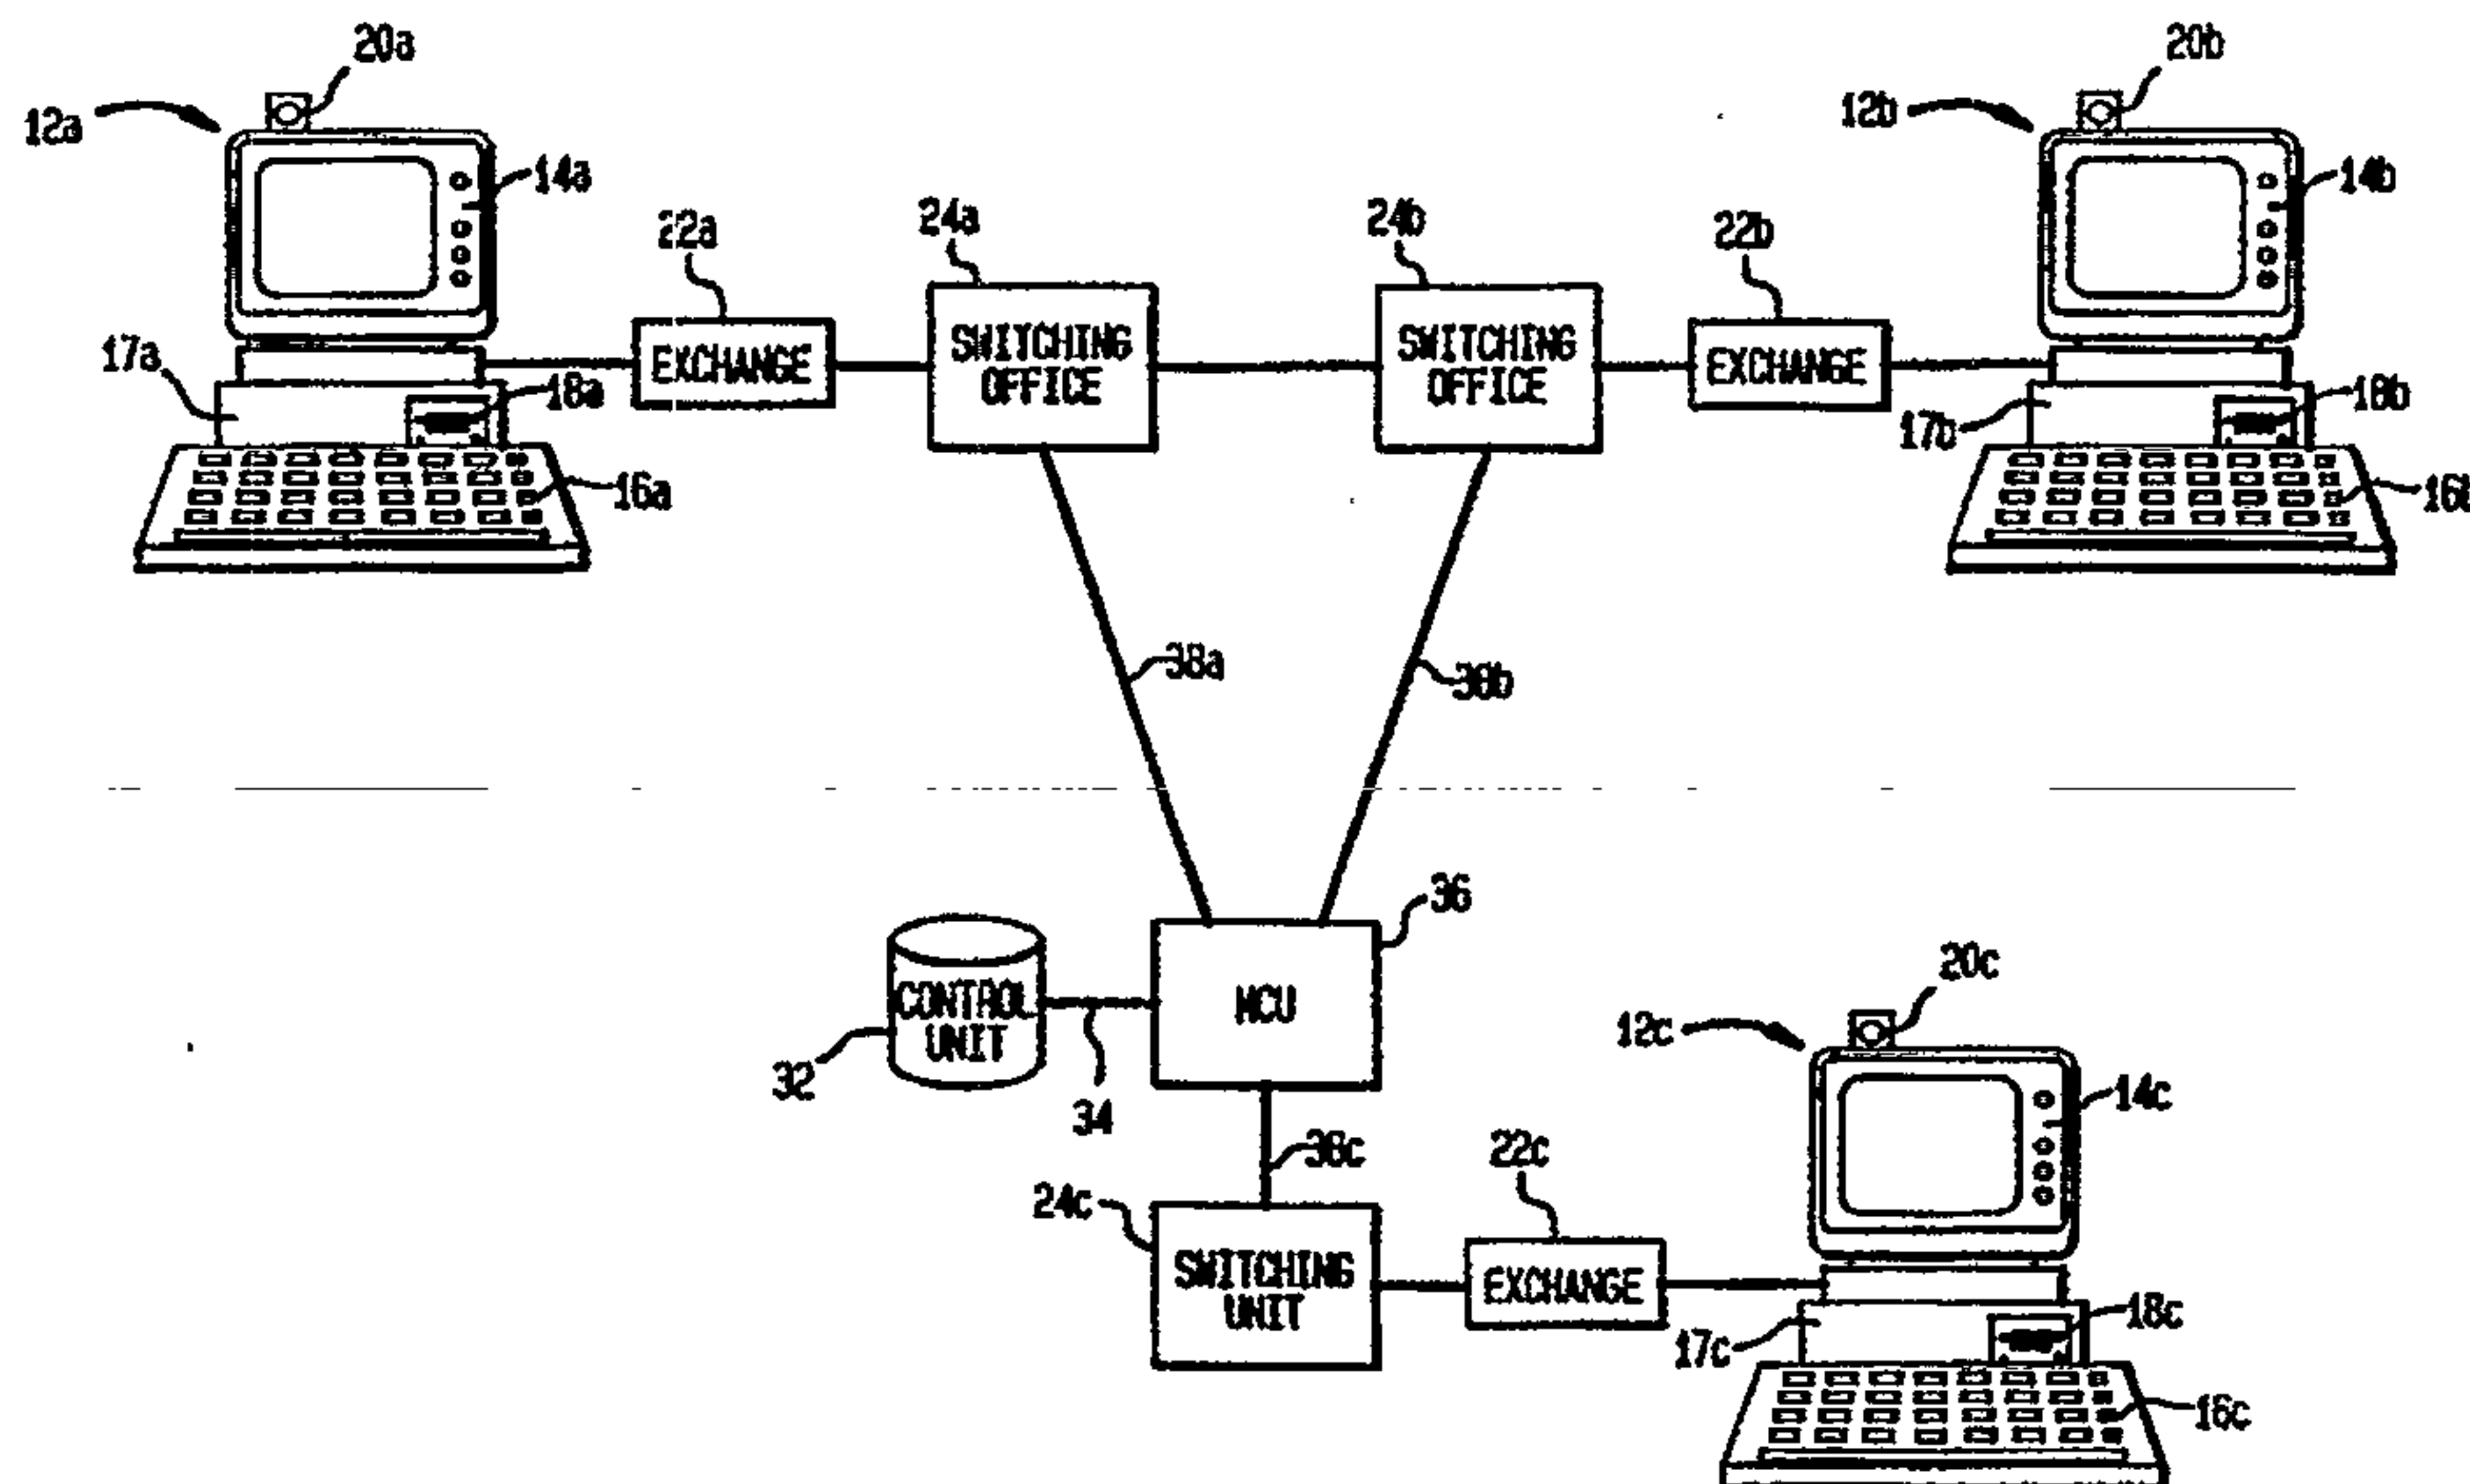 20a
20b
12a
12b
14a
14b
22a
24a
24b
22b
17a
EXCHANGE
SWITCHING
OFFICE
SWITCHING
OFFICE
EXCHANGE
18a
18b
17b
16a
38a
38b
36
20c
CONTROL
UNIT
MCU
12c
32
34
14c
38c
22c
24c
SWITCHING
UNIT
EXCHANGE
18c
17c
16c